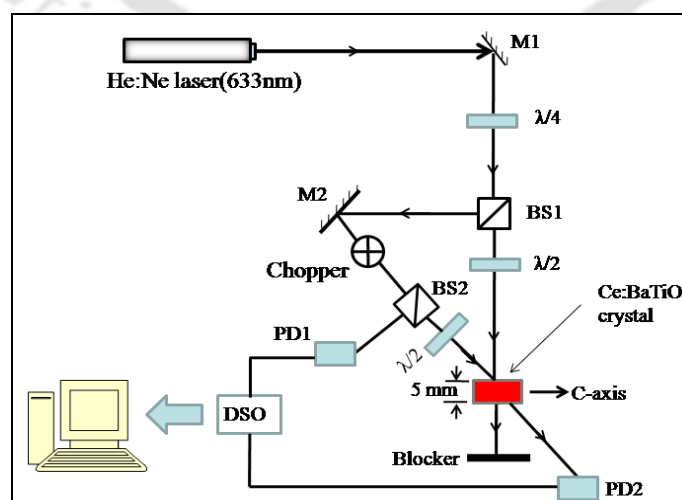 M1
He:Ne laser(633nm)
λ/4
M2
BS1
Chopper
λ/2
BS2
Ce:BaTiO
crystal
PD1
λ/2
5 mm
C-axis
DSO
Blocker
PD2